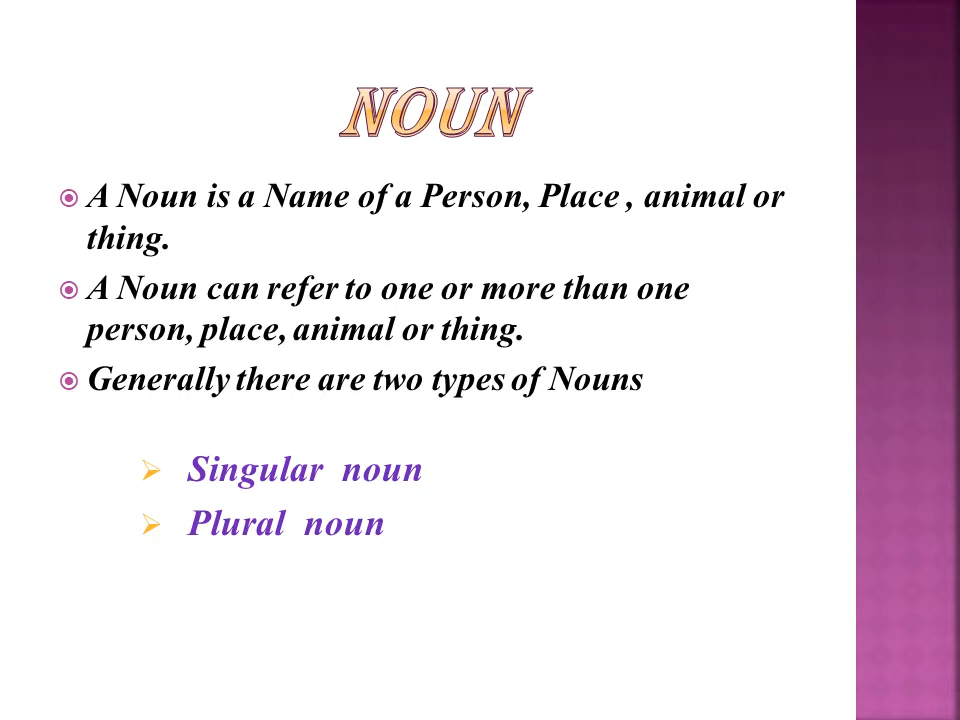 NOUN
A Noun is a Name of a Person, Place , animal or
thing.
A Noun can refer to one or more than one
person, place, animal or thing.
Generally there are two types of Nouns
Singular noun
Plural noun